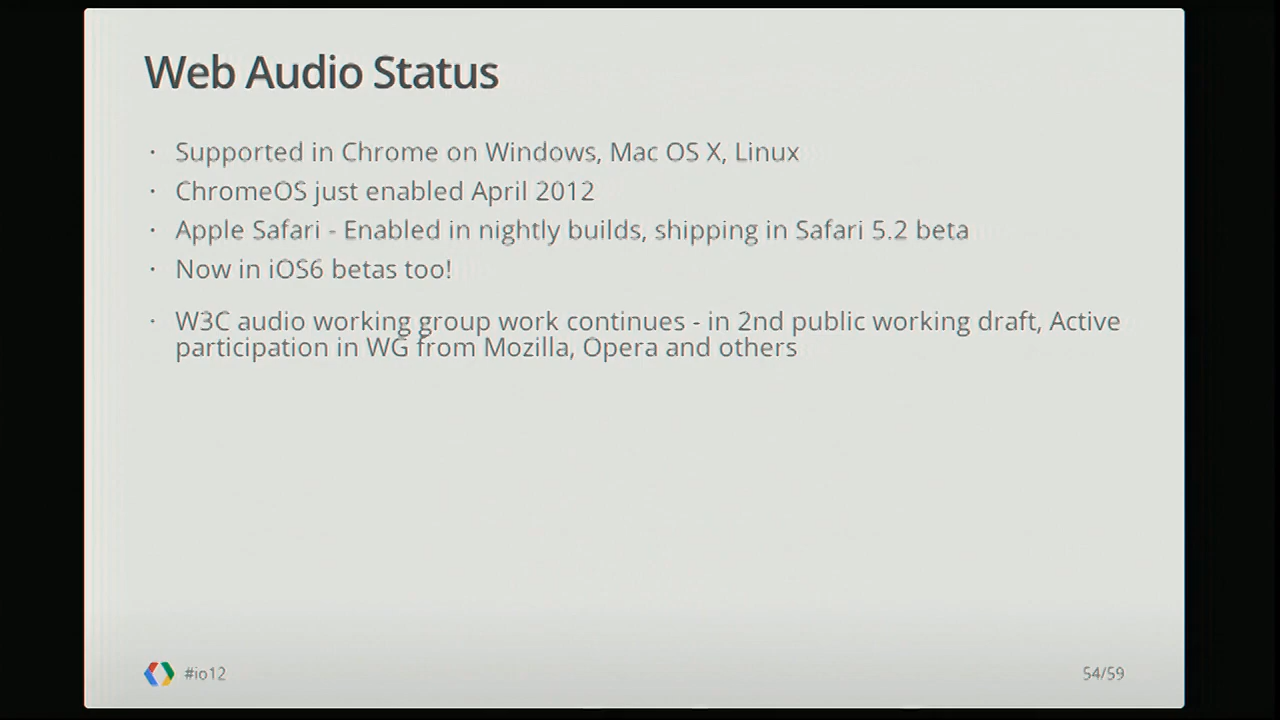 Web Audio Status
· Supported in Chrome on Windows, Mac OS X, Linux
· ChromeOS just enabled April 2012
· Apple Safari - Enabled in nightly builds, shipping in Safari 5.2 beta
· Now in iOS6 betas too!
· W3C audio working group work continues - in 2nd public working draft, Active
participation in WG from Mozilla, Opera and others
#io12
54/59